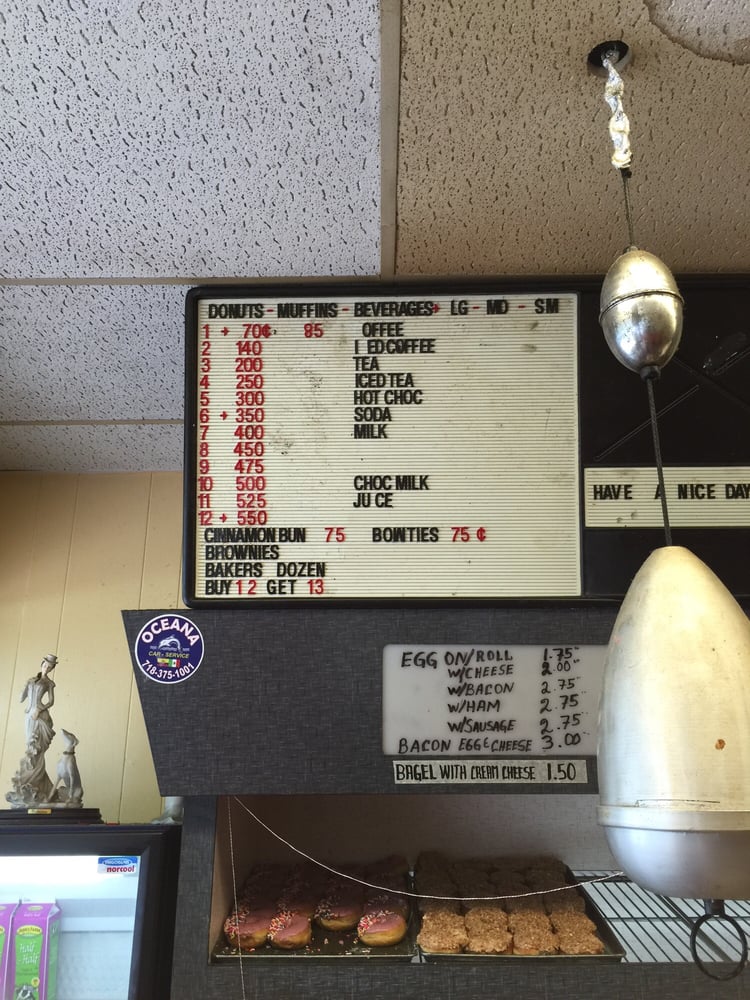 DONUTS - MUFFINS - BEVERAGES LG - MD - SM
1 + 70¢ 85 OFFEE
2 140 I EDCOFFEE
3 200 TEA
4 250 ICED TEA
5 300 HOT CHOC
6 + 350 SODA
7 400 MILK
8 450
9 475
10 500 CHOC MILK
11 525 JU CE
12 + 550
CINNAMON BUN 75 BOWTIES 75 ¢
BROWNIES
BAKERS DOZEN
BUY 12 GET 13
HAVE A NICE DAY
OCEANA
CAR - SERVICE
718-375-1001
EGG ON/ROLL 1.75
W/CHEESE 2.00
W/BACON 2.75
W/HAM 2.75
W/SAUSAGE 2.75
BACON EGG & CHEESE 3.00
BAGEL WITH CREAM CHEESE 1.50
norcool
Half & Half